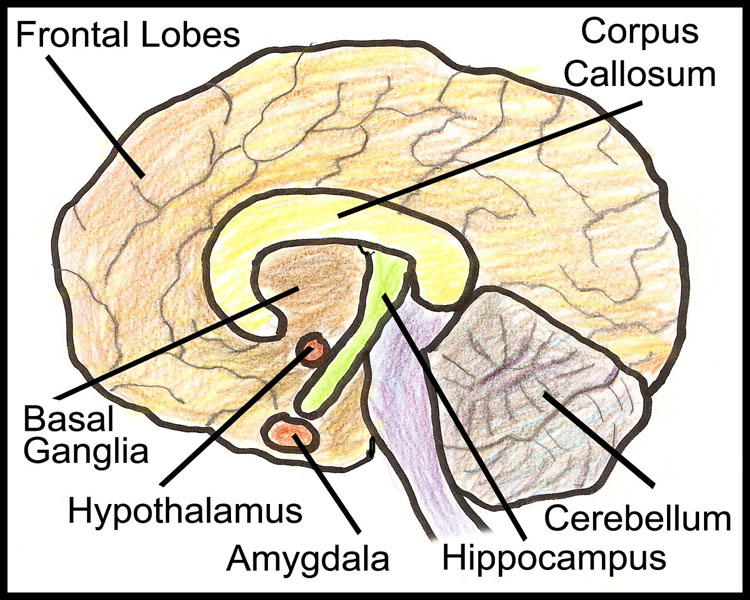 Frontal Lobes
Corpus
Callosum
Basal
Ganglia
Hypothalamus
Amygdala
Hippocampus
Cerebellum